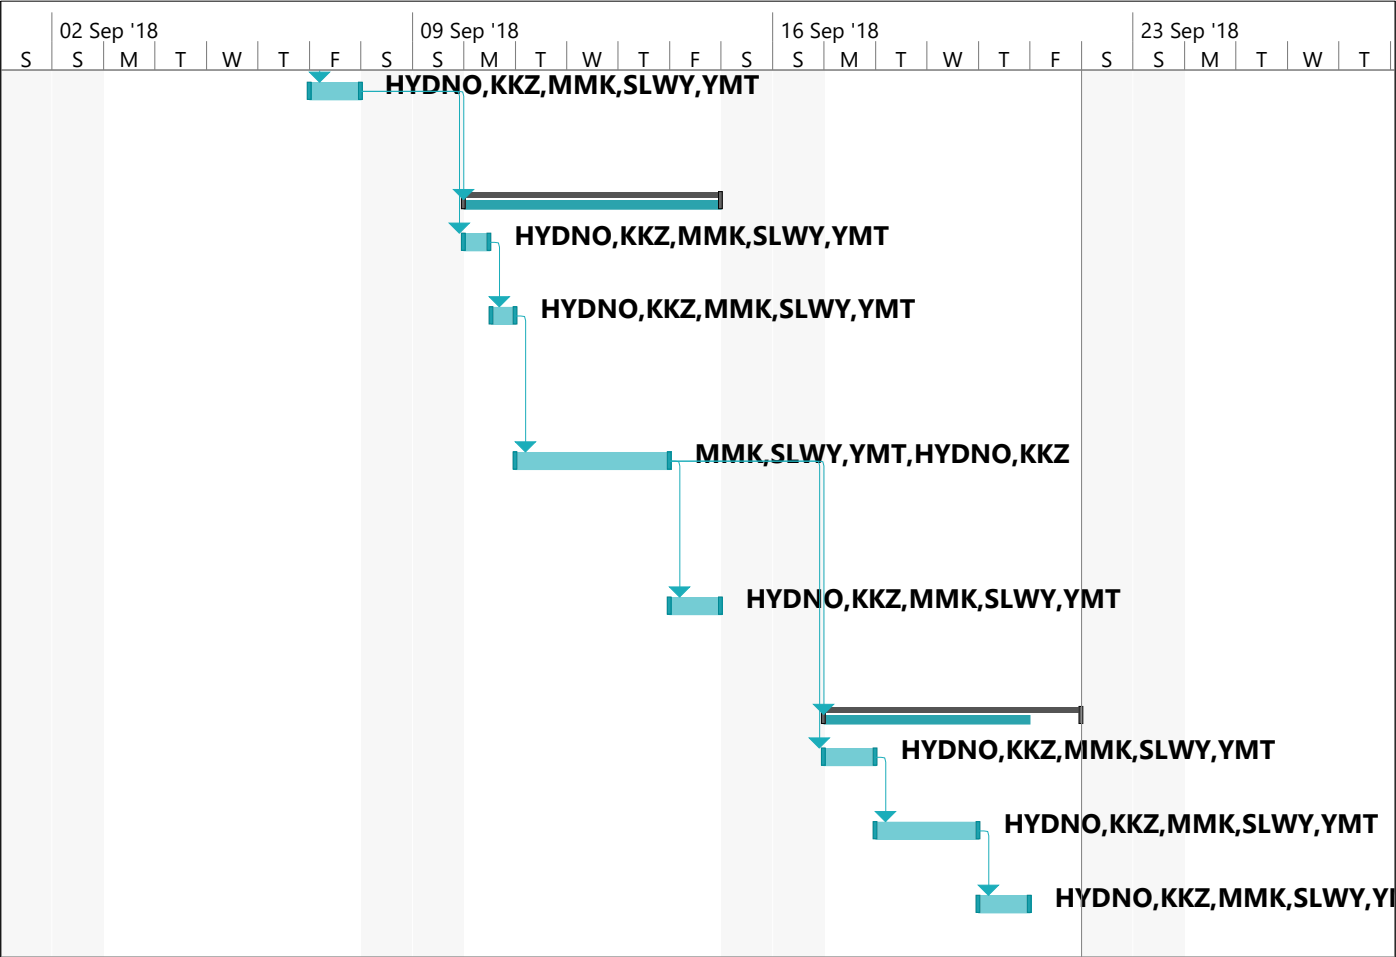 02 Sep '18 09 Sep '18 16 Sep '18 23 Sep '18
S S M T W T F S S M T W T F S S M T W T F S S M T W T
HYDNO,KKZ,MMK,SLWY,YMT
HYDNO,KKZ,MMK,SLWY,YMT
HYDNO,KKZ,MMK,SLWY,YMT
MMK,SLWY,YMT,HYDNO,KKZ
HYDNO,KKZ,MMK,SLWY,YMT
HYDNO,KKZ,MMK,SLWY,YMT
HYDNO,KKZ,MMK,SLWY,YMT
HYDNO,KKZ,MMK,SLWY,